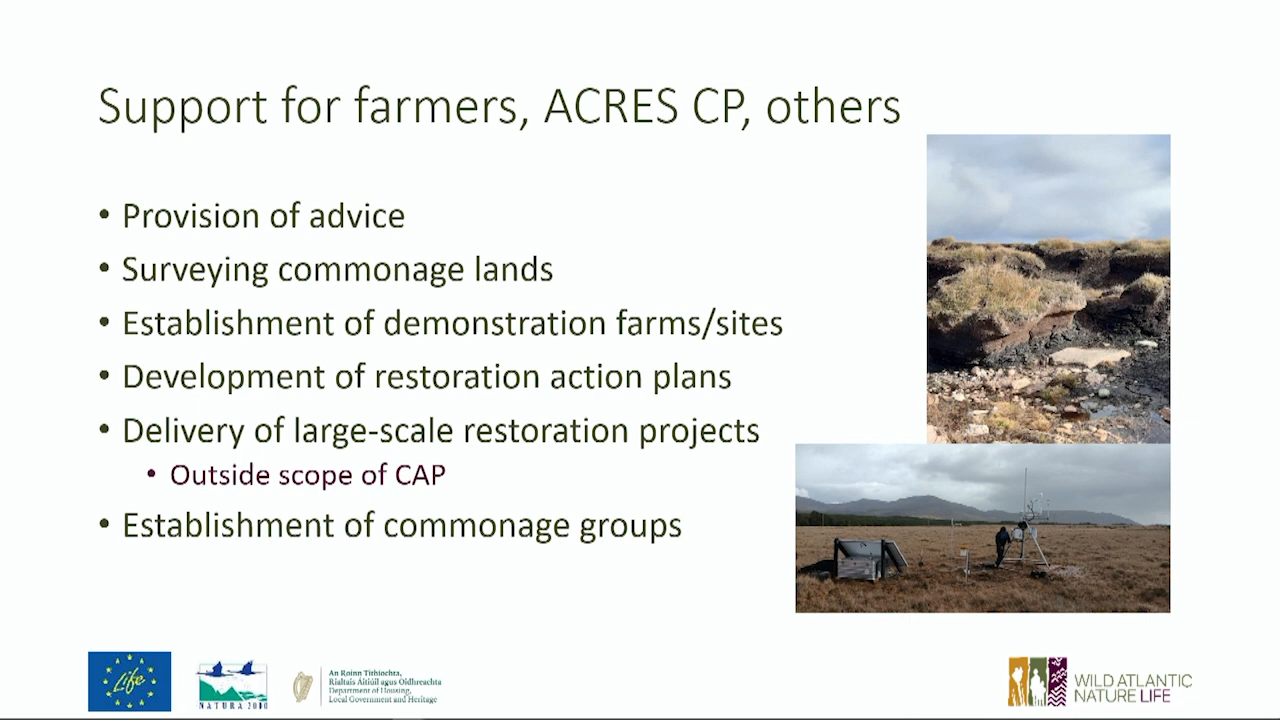 Support for farmers, ACRES CP, others
• Provision of advice
• Surveying commonage lands
• Establishment of demonstration farms/sites
• Development of restoration action plans
• Delivery of large-scale restoration projects
• Outside scope of CAP
• Establishment of commonage groups
Life
NATURA 2000
An Roinn Tithíochta,
Rialtais Áitiúil agus Oidhreachta
Department of Housing,
Local Government and Heritage
WILD ATLANTIC
NATURE LIFE